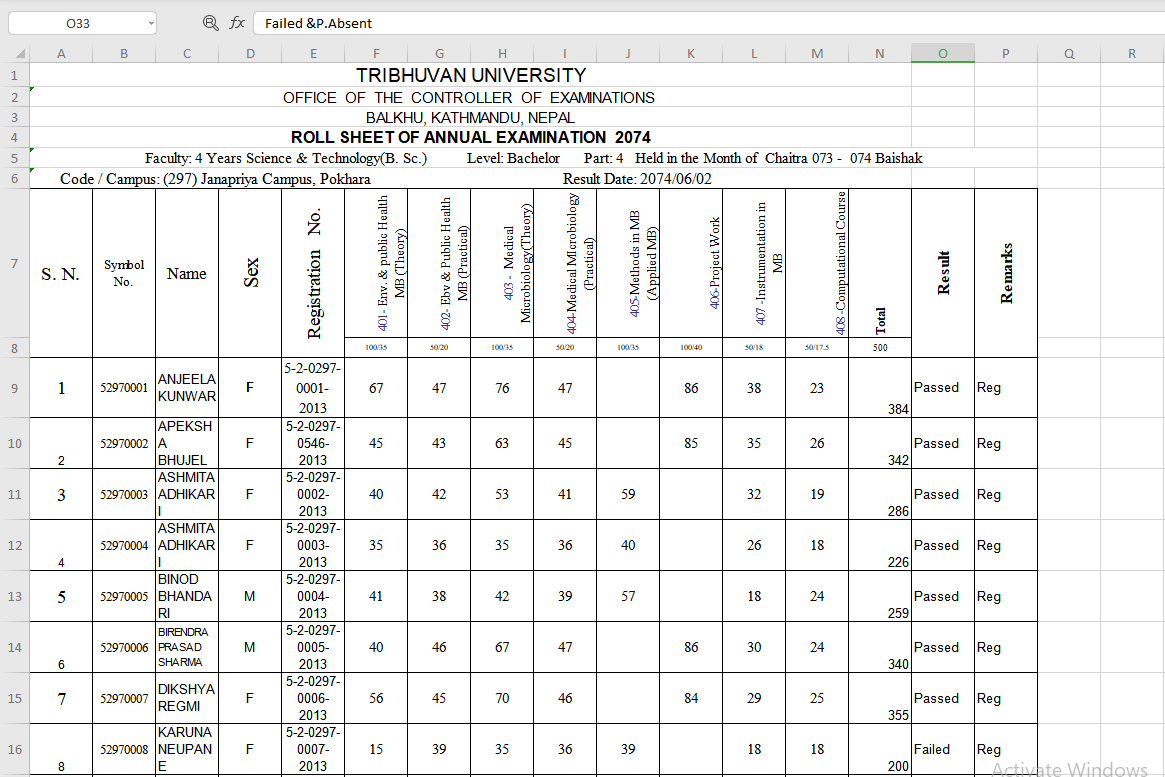 O33
fx Failed &P.Absent
A B C D E F G H I J K L M N O P Q R
1 TRIBHUVAN UNIVERSITY
2 OFFICE OF THE CONTROLLER OF EXAMINATIONS
3 BALKHU, KATHMANDU, NEPAL
4 ROLL SHEET OF ANNUAL EXAMINATION 2074
5 Faculty: 4 Years Science & Technology(B. Sc.) Level: Bachelor Part: 4 Held in the Month of Chaitra 073 - 074 Baishak
6 Code / Campus: (297) Janapriya Campus, Pokhara Result Date: 2074/06/02
7 S. N. Symbol No. Name Sex Registration No. 401- Env. & public Health MB (Theory) 402- Ebv & Public Health MB (Practical) 403 - Medical Microbiology(Theory) 404-Medical MIcrobiology (Practical) 405-Methods in MB (Applied MB) 406-Project Work 407 -Instrumentation in MB 408-Computational Course Total Result Remarks
8 100/35 50/20 100/35 50/20 100/35 100/40 50/18 50/17.5 500
9 1 52970001 ANJEELA KUNWAR F 5-2-0297-0001-2013 67 47 76 47 86 38 23 384 Passed Reg
10 2 52970002 APEKSHA BHUJEL F 5-2-0297-0546-2013 45 43 63 45 85 35 26 342 Passed Reg
11 3 52970003 ASHMITA ADHIKARI F 5-2-0297-0002-2013 40 42 53 41 59 32 19 286 Passed Reg
12 4 52970004 ASHMITA ADHIKARI F 5-2-0297-0003-2013 35 36 35 36 40 26 18 226 Passed Reg
13 5 52970005 BINOD BHANDARI M 5-2-0297-0004-2013 41 38 42 39 57 18 24 259 Passed Reg
14 6 52970006 BIRENDRA PRASAD SHARMA M 5-2-0297-0005-2013 40 46 67 47 86 30 24 340 Passed Reg
15 7 52970007 DIKSHYA REGMI F 5-2-0297-0006-2013 56 45 70 46 84 29 25 355 Passed Reg
16 8 52970008 KARUNA NEUPANE F 5-2-0297-0007-2013 15 39 35 36 39 18 18 200 Failed Reg
Activate Windows